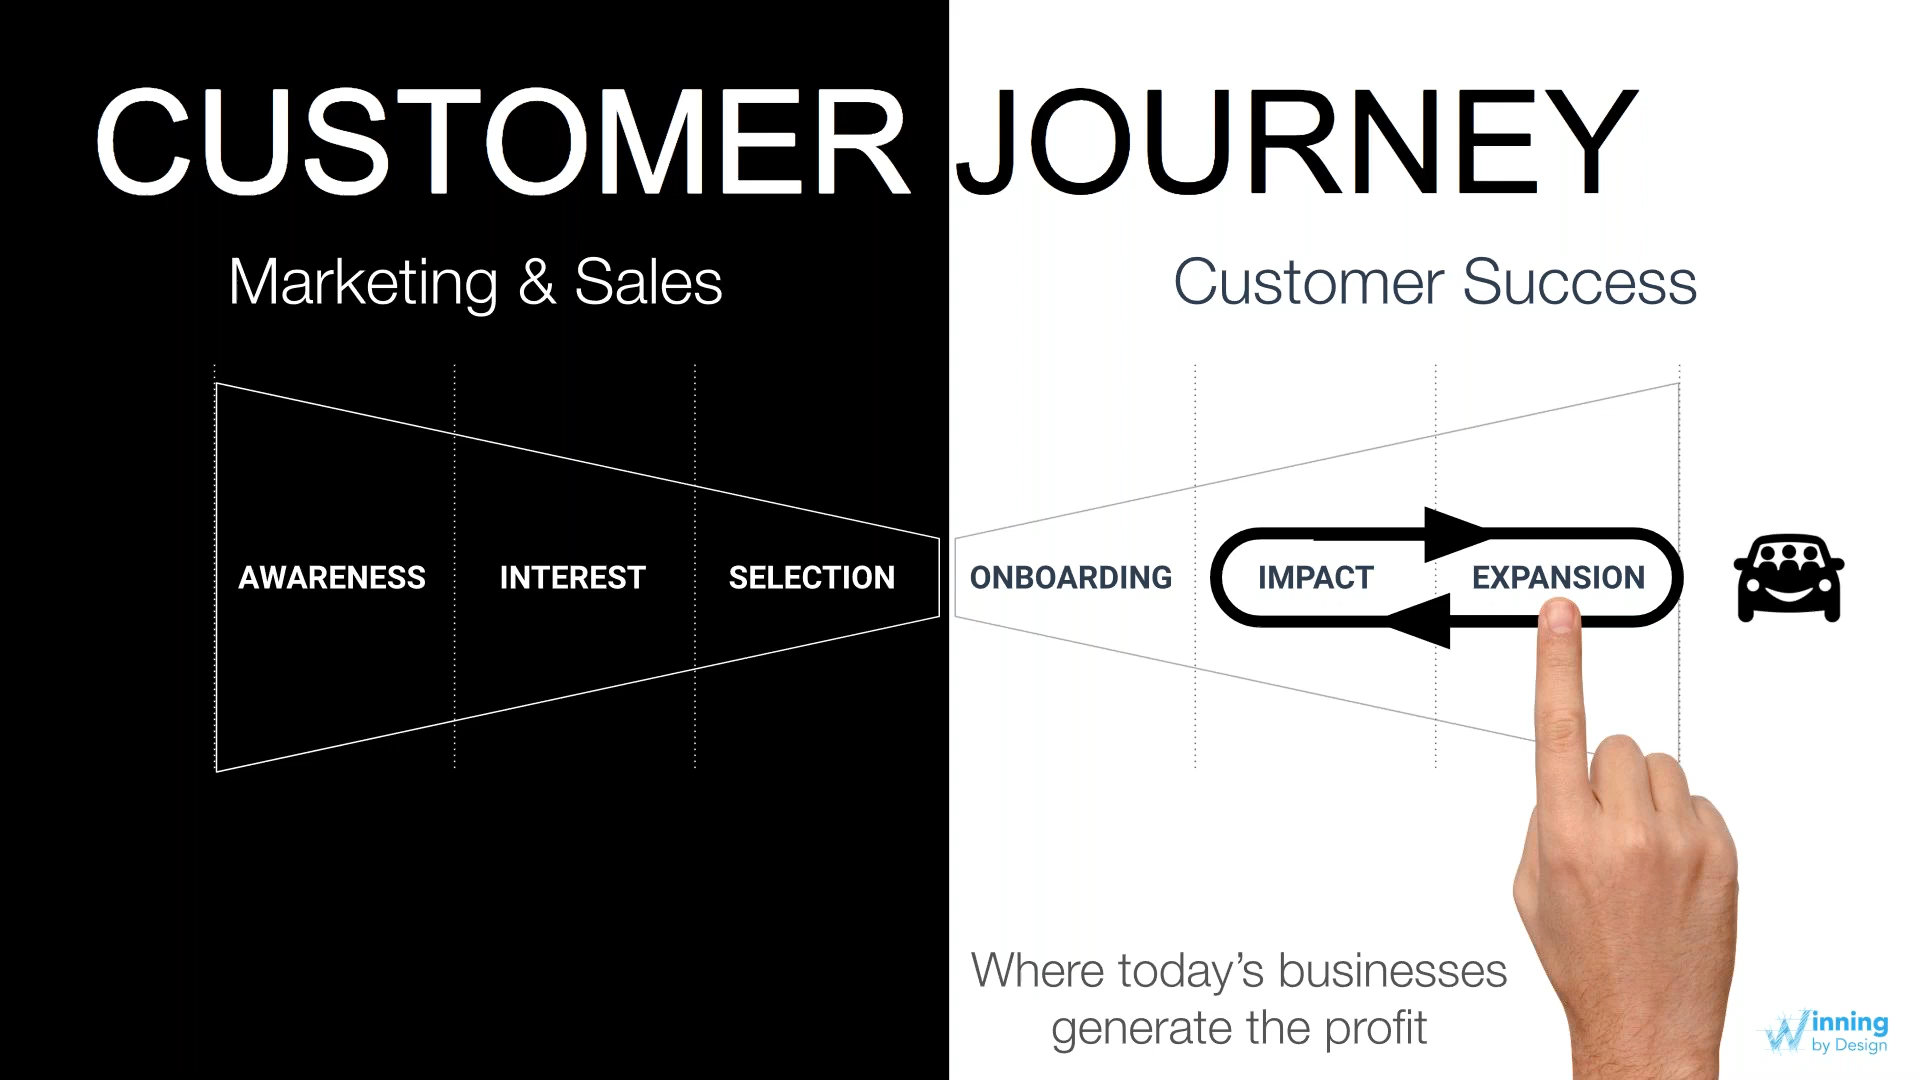 CUSTOMER JOURNEY
Marketing & Sales
Customer Success
AWARENESS
INTEREST
SELECTION
ONBOARDING
IMPACT
EXPANSION
Where today’s businesses
generate the profit
Winning
by Design